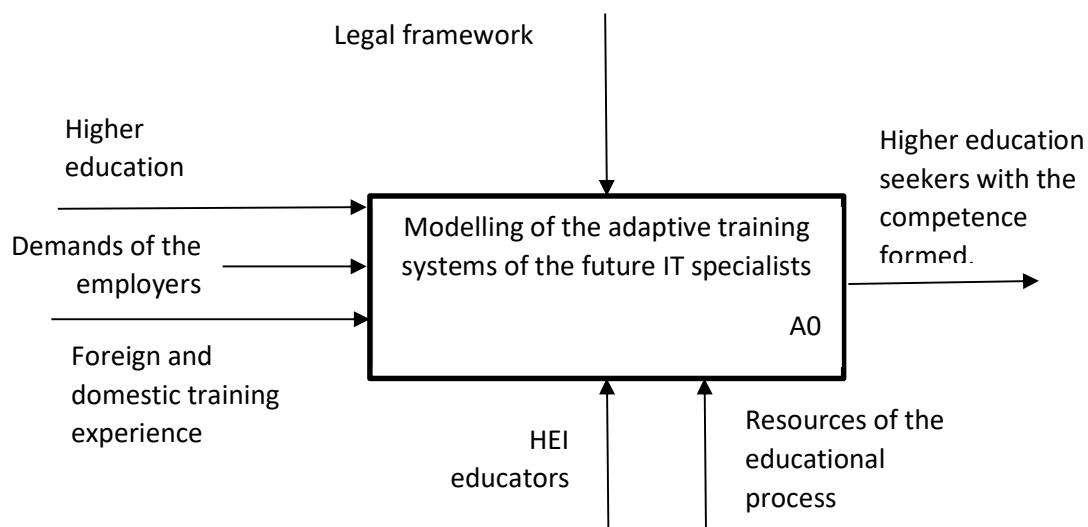 Legal framework
Higher
education
Demands of the
employers
Foreign and
domestic training
experience
Modelling of the adaptive training
systems of the future IT specialists
A0
Higher education
seekers with the
competence
formed.
HEI
educators
Resources of the
educational
process